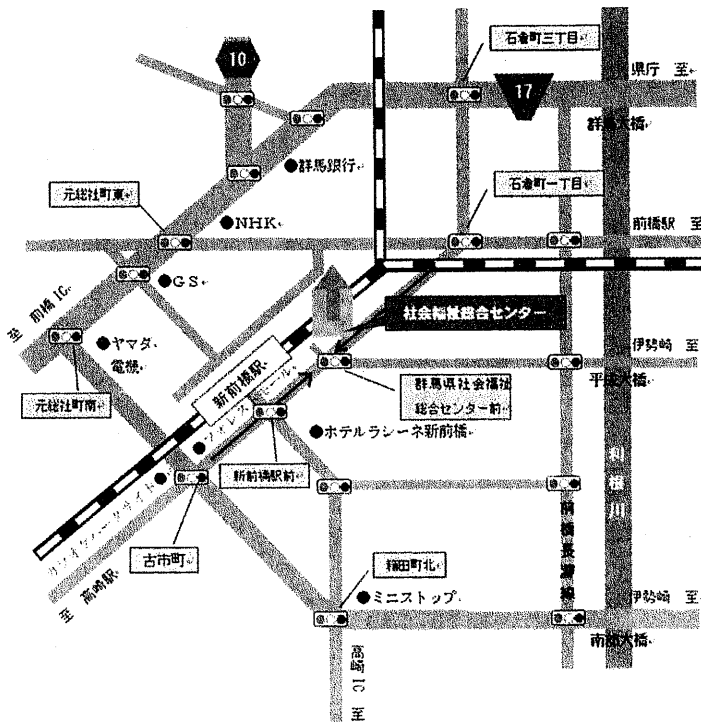 石倉町三丁目
10
17
県庁 至
群馬大橋
群馬銀行
石倉町一丁目
元総社町東
NHK
前橋駅 至
GS
至 前橋IC
社会福祉総合センター
ヤマダ
電機
新前橋駅
伊勢崎 至
平成大橋
群馬県社会福祉
総合センター前
元総社町南
ホテルラシーネ新前橋
新前橋駅前
利根川
前橋長瀞線
古市町
至 高崎駅
箱田町北
ミニストップ
伊勢崎 至
南部大橋
高崎IC 至